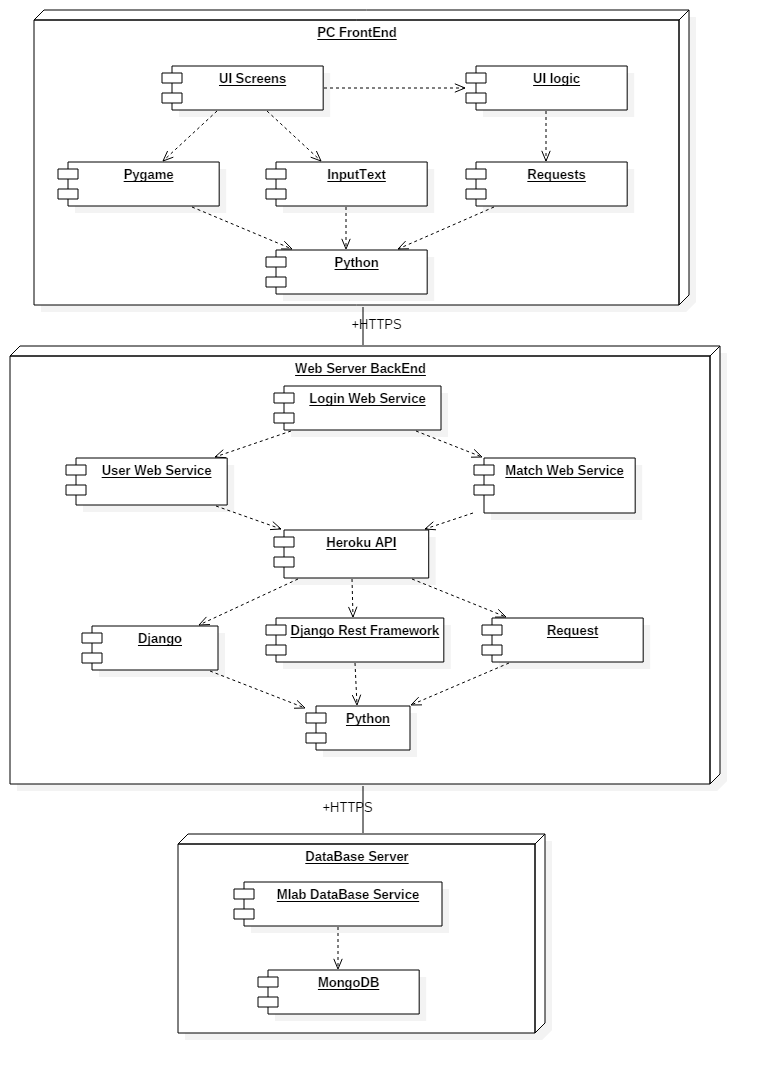 PC FrontEnd
UI Screens
UI logic
Pygame
InputText
Requests
Python
+HTTPS
Web Server BackEnd
Login Web Service
User Web Service
Match Web Service
Heroku API
Django
Django Rest Framework
Request
Python
+HTTPS
DataBase Server
Mlab DataBase Service
MongoDB